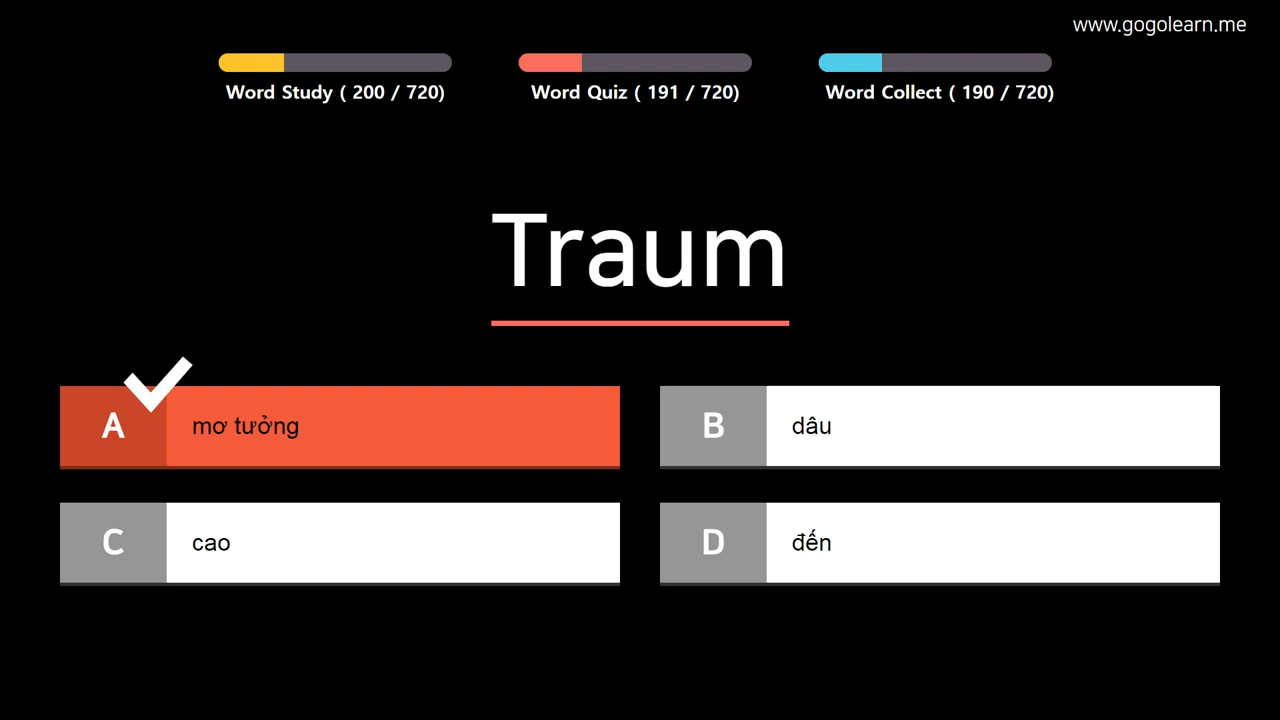 www.gogolearn.me
Word Study ( 200 / 720)
Word Quiz ( 191 / 720)
Word Collect ( 190 / 720)
Traum
A mơ tưởng
B dâu
C cao
D đến